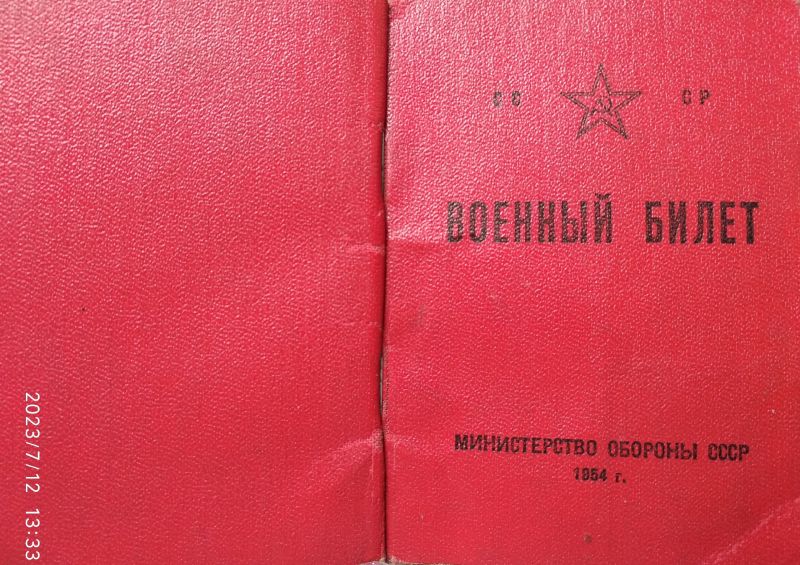 СС СР
ВОЕННЫЙ БИЛЕТ
МИНИСТЕРСТВО ОБОРОНЫ СССР
1954 г.
2023/7/12 13:33